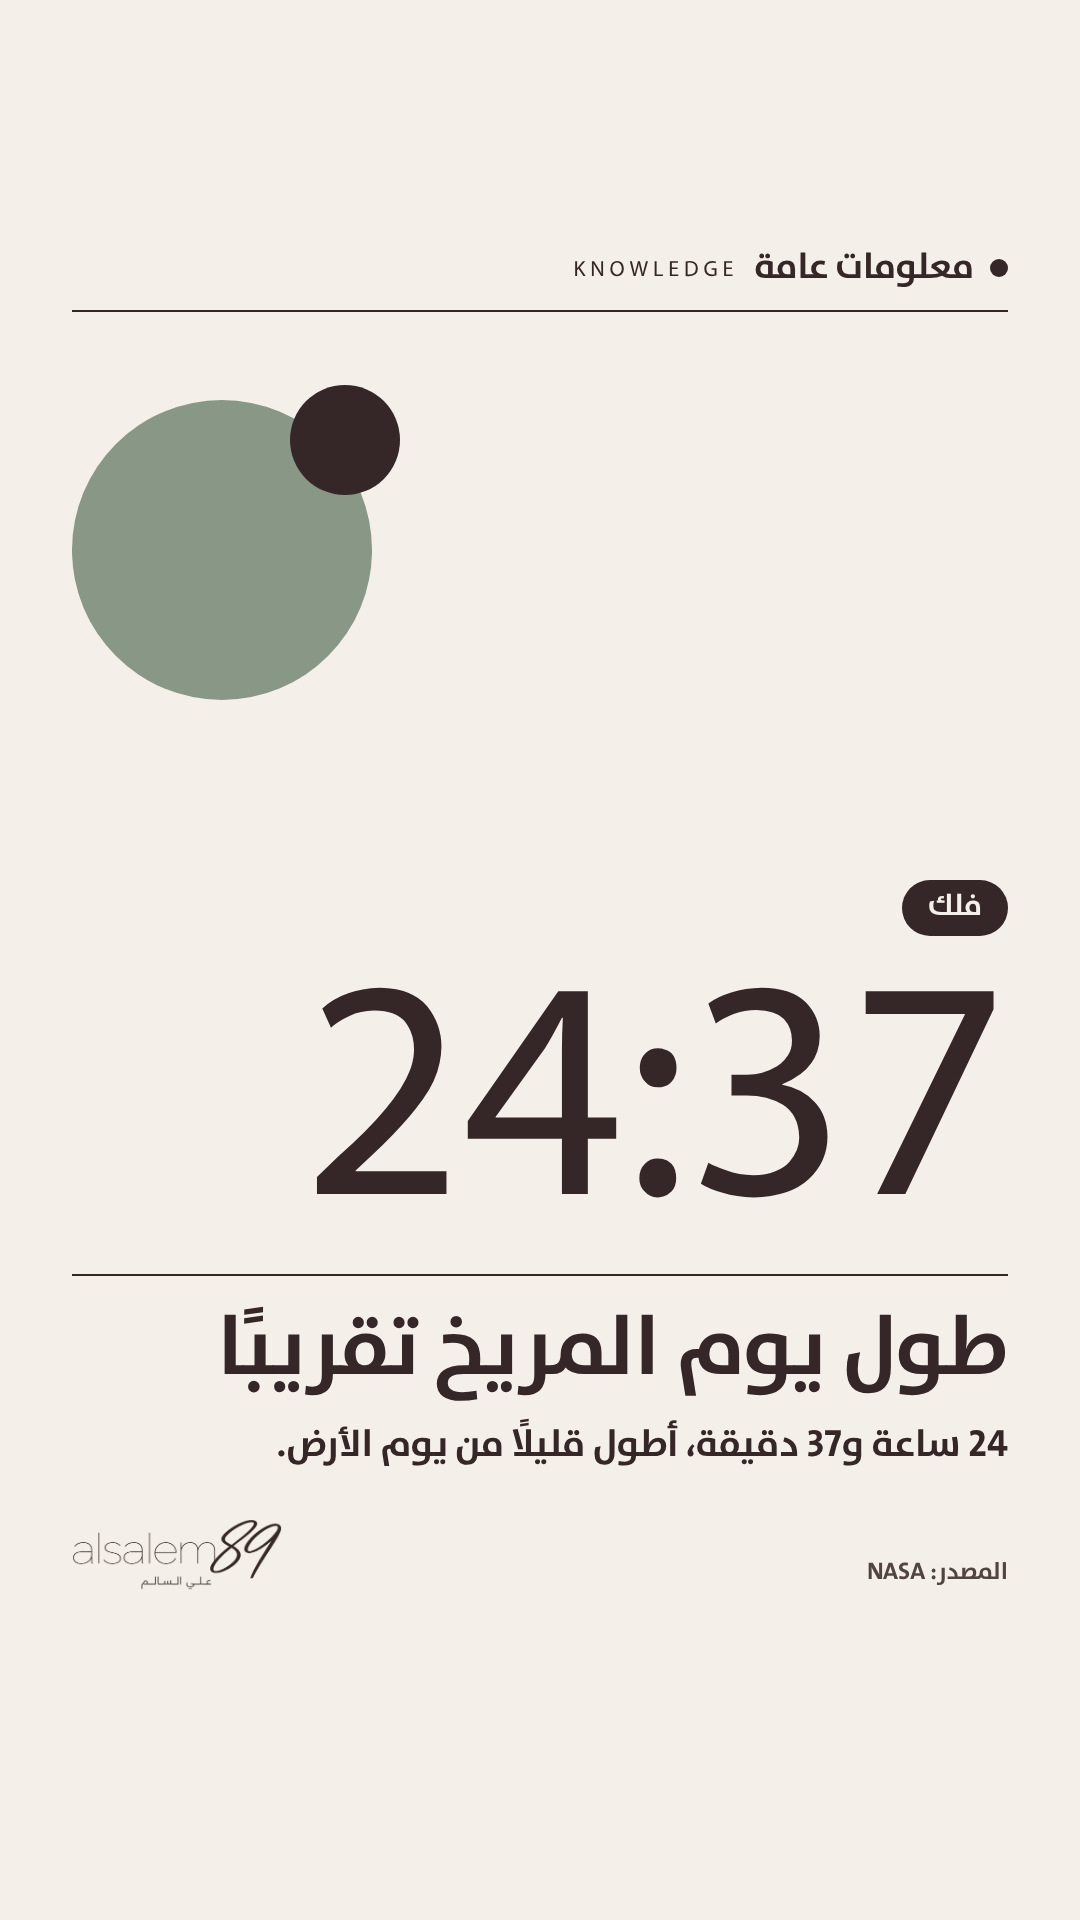 معلومات عامة KNOWLEDGE
فلك
24:37
طول يوم المريخ تقريبًا
24 ساعة و37 دقيقة، أطول قليلًا من يوم الأرض.
المصدر: NASA
alsalem89
علي السالم